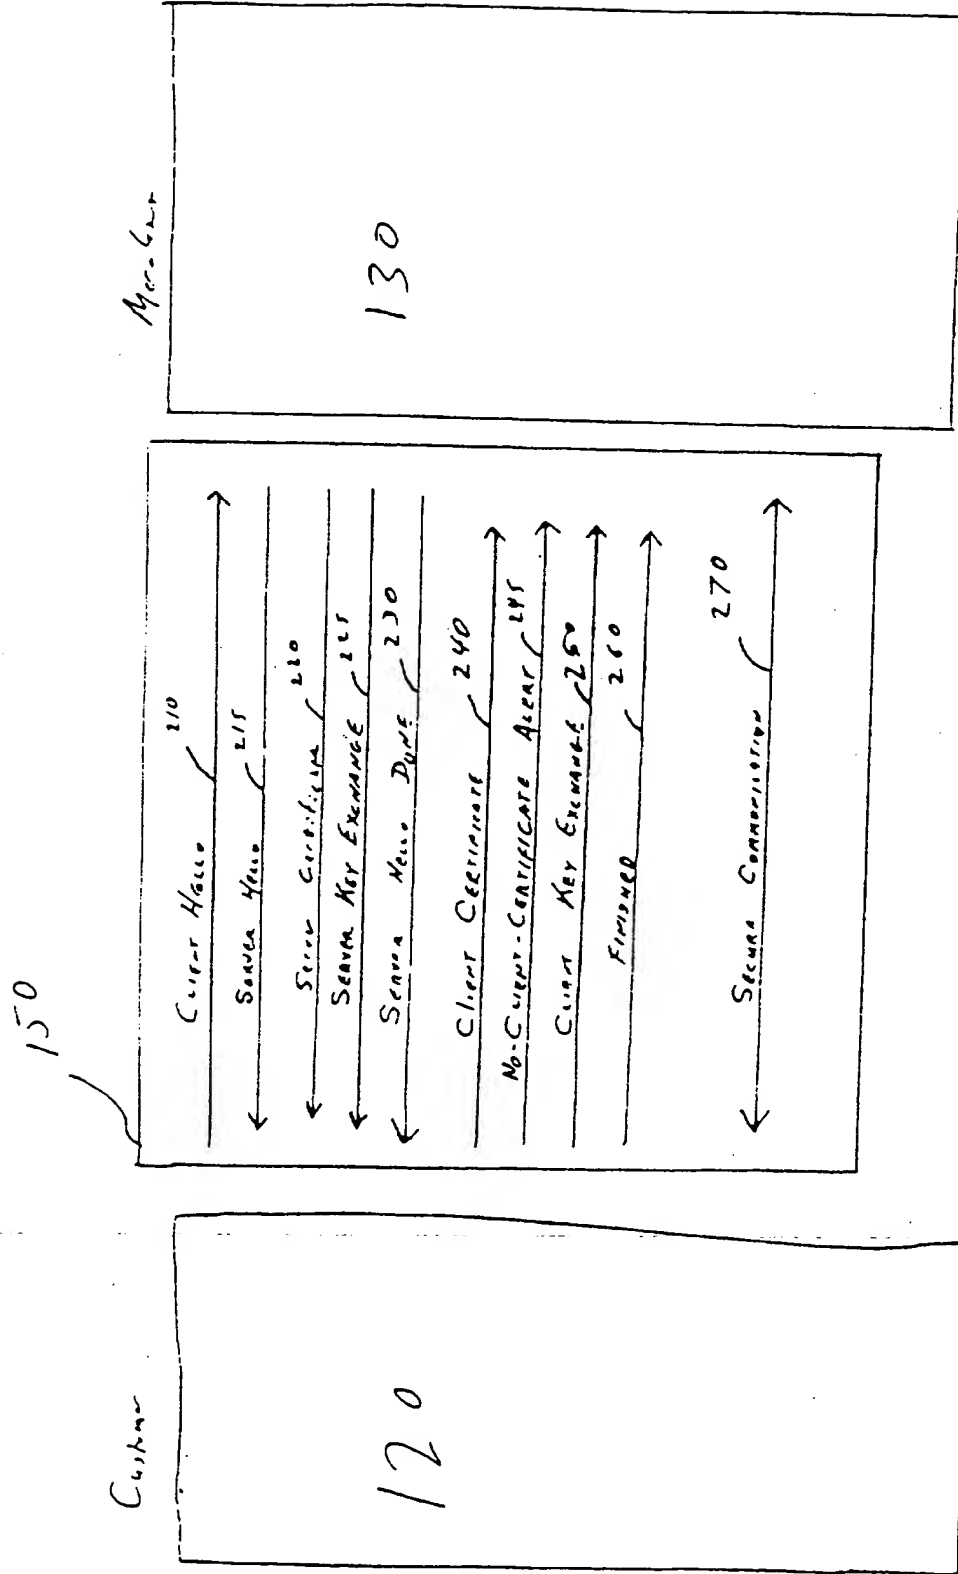 150
Customer
Merchant
120
130
Client Hello 210
Server Hello 215
Server Certificate 220
Server Key Exchange 225
Server Hello Done 230
Client Certificate 240
No-Client-Certificate Alert 245
Client Key Exchange 250
Finished 260
Secure Communication 270